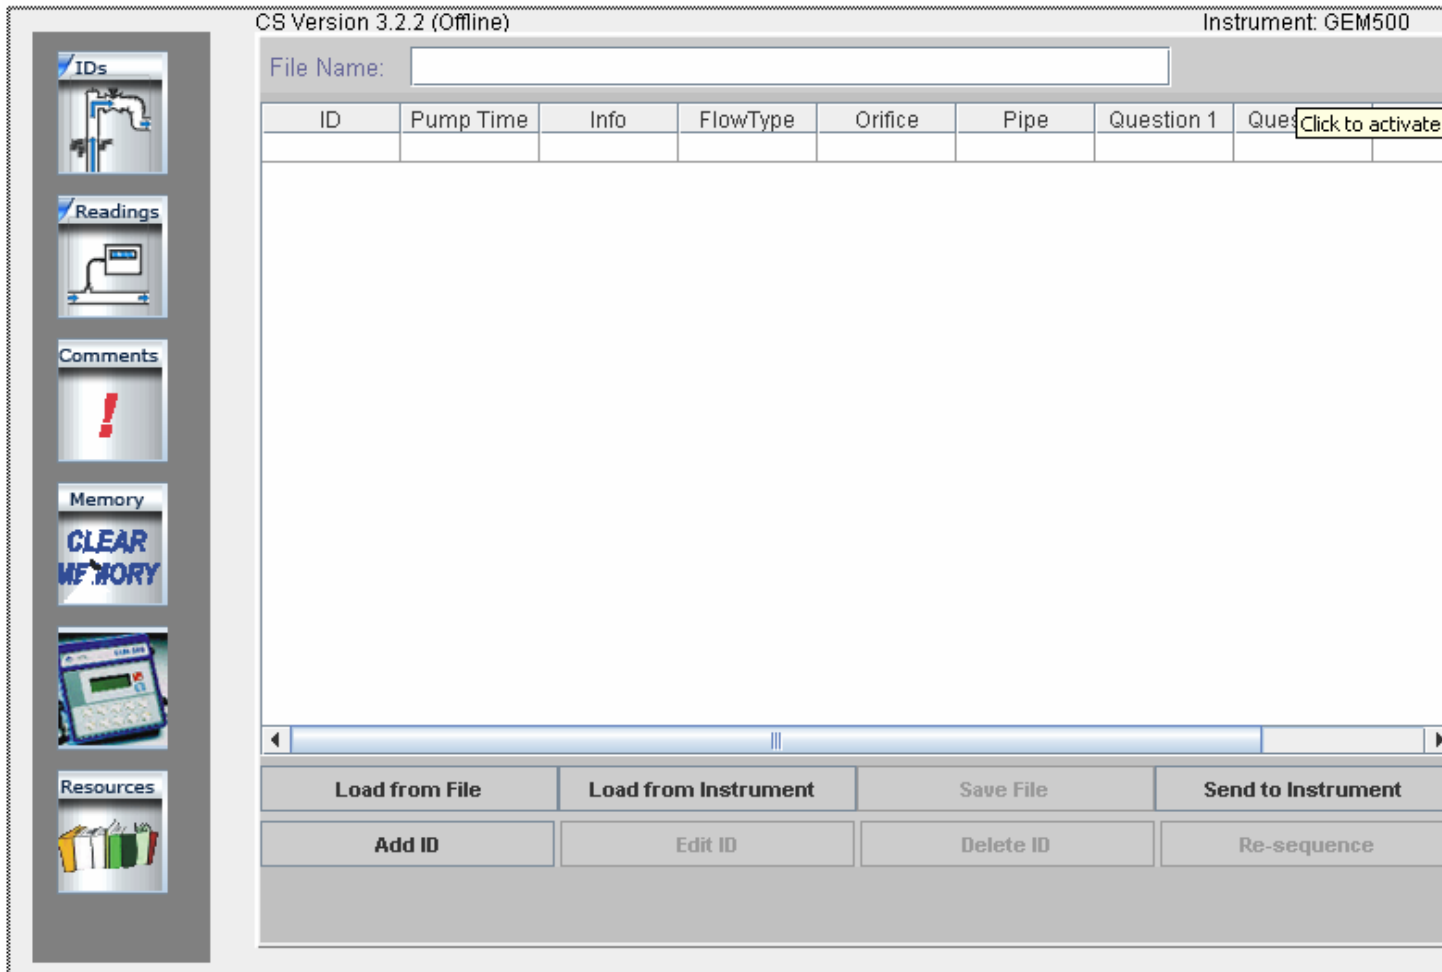 CS Version 3.2.2 (Offline) Instrument: GEM500
File Name:
ID Pump Time Info FlowType Orifice Pipe Question 1
Click to activate
IDs
Readings
Comments
!
Memory
CLEAR
MEMORY
Resources
Load from File Load from Instrument Save File Send to Instrument
Add ID Edit ID Delete ID Re-sequence